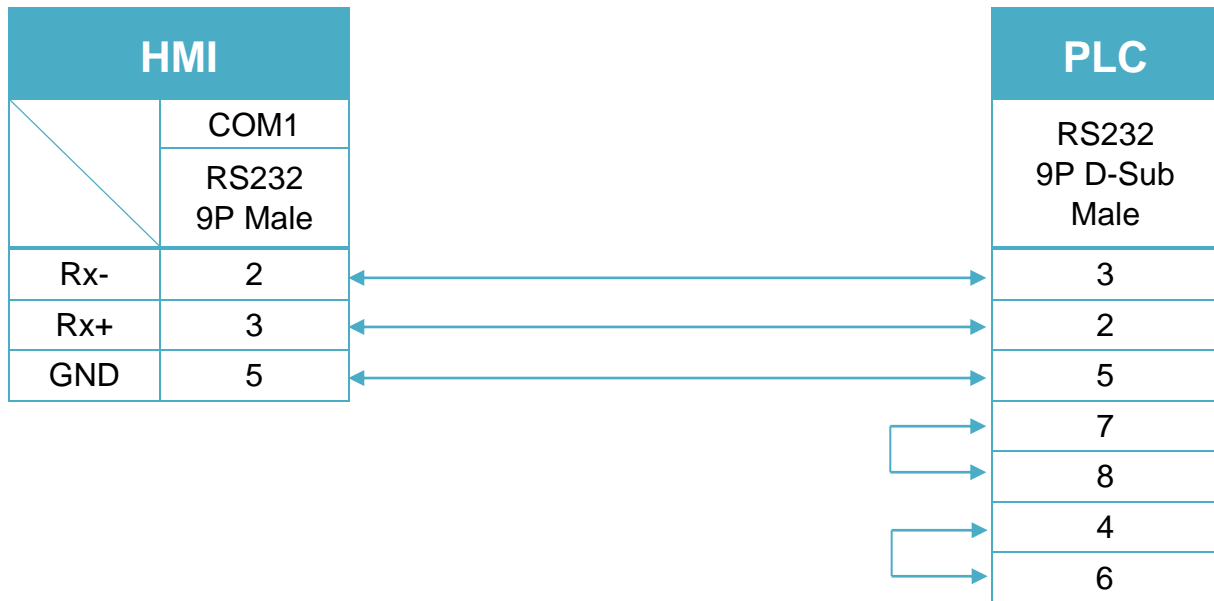 HMI
PLC
COM1
RS232
9P Male
RS232
9P D-Sub
Male
Rx- 2 3
Rx+ 3 2
GND 5 5
7
8
4
6